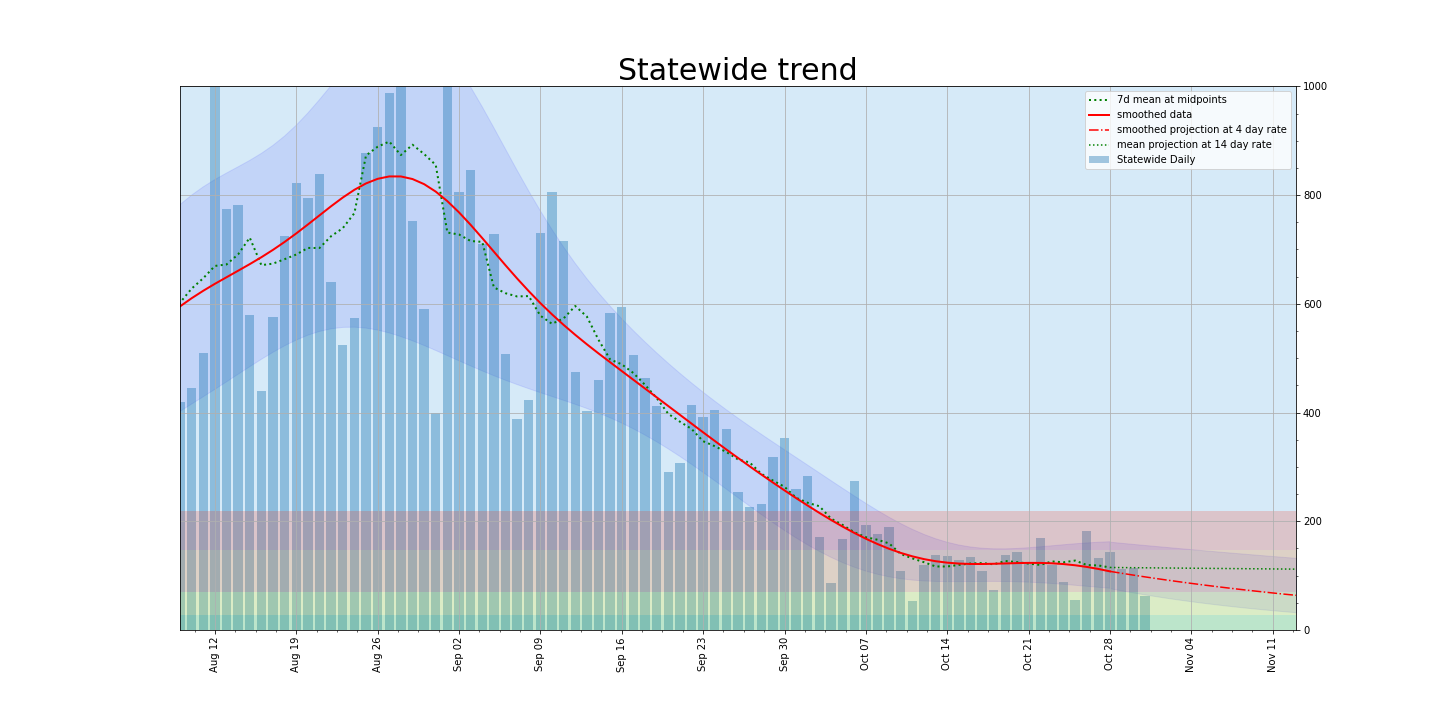 Statewide trend
7d mean at midpoints
smoothed data
smoothed projection at 4 day rate
mean projection at 14 day rate
Statewide Daily
1000
800
600
400
200
0
Aug 12
Aug 19
Aug 26
Sep 02
Sep 09
Sep 16
Sep 23
Sep 30
Oct 07
Oct 14
Oct 21
Oct 28
Nov 04
Nov 11